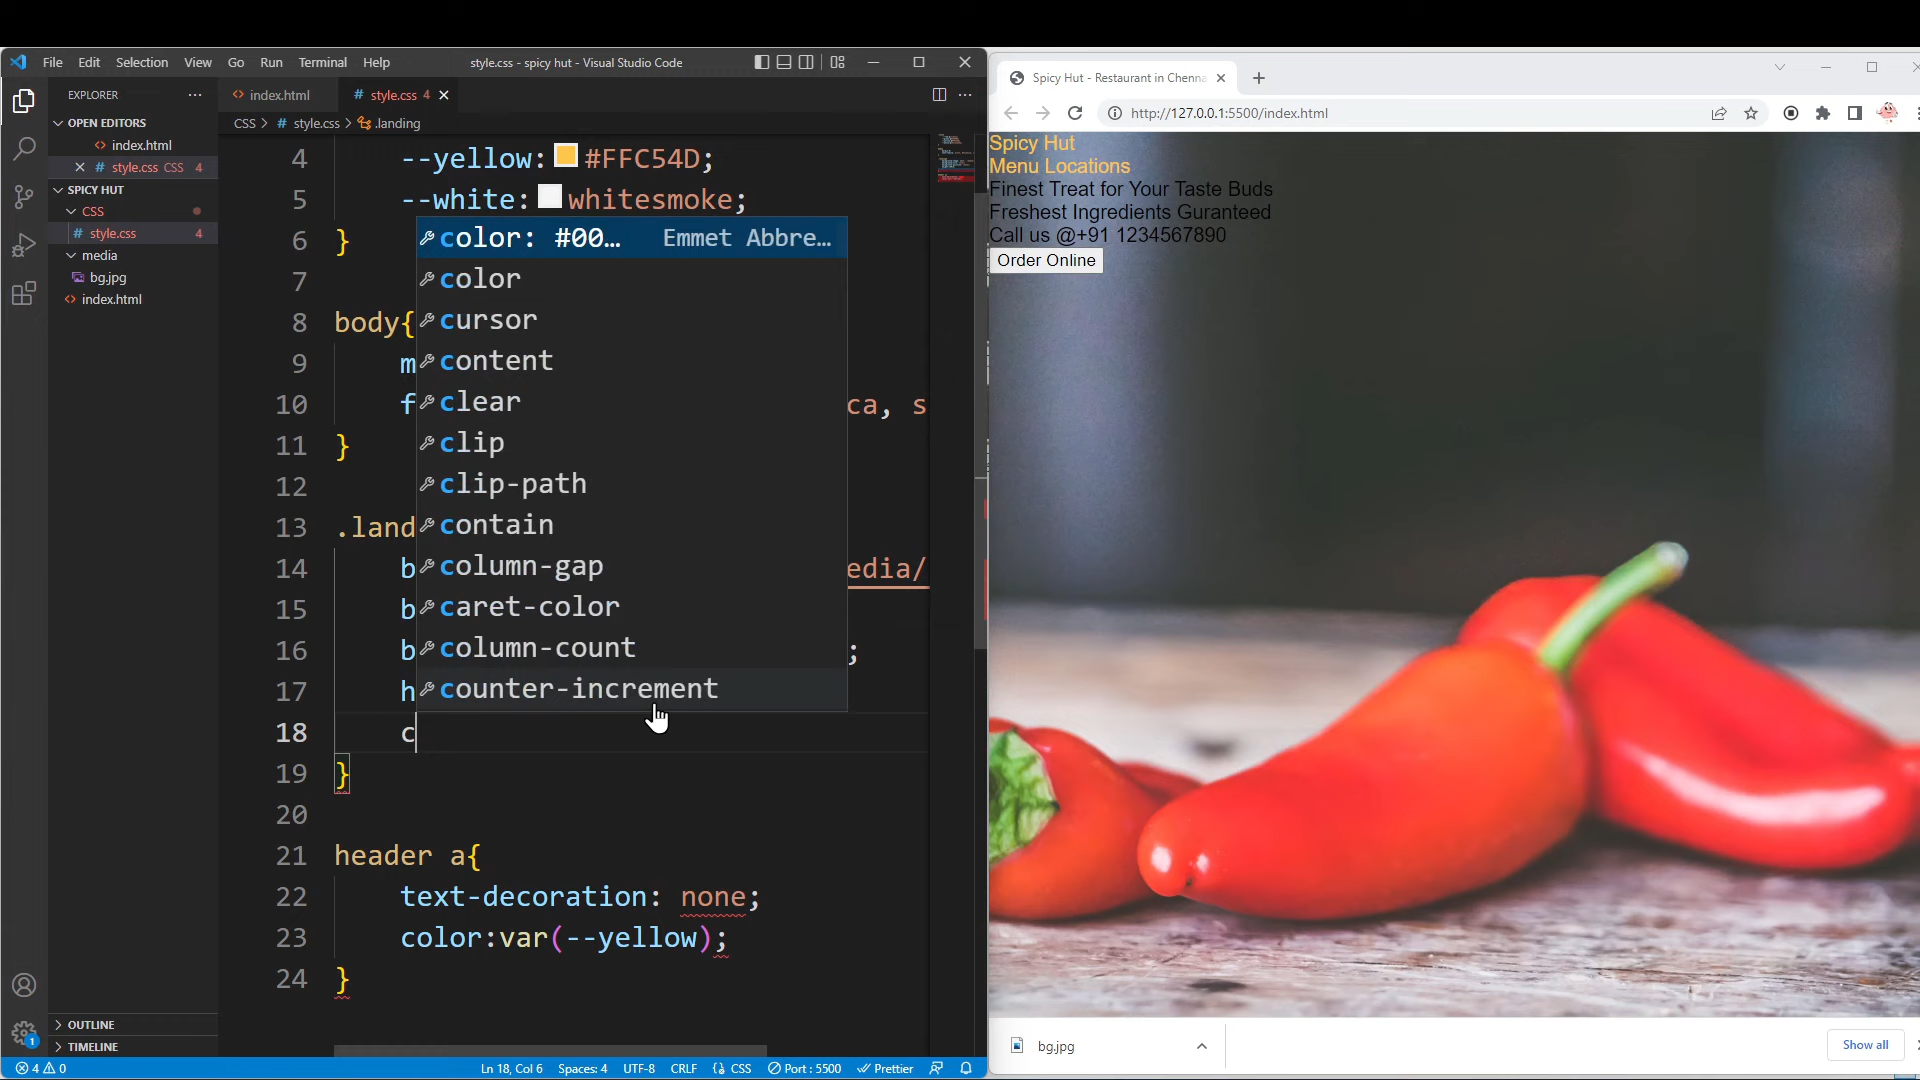 File Edit Selection View Go Run Terminal Help
style.css - spicy hut - Visual Studio Code
EXPLORER
OPEN EDITORS
index.html
style.css CSS 4
SPICY HUT
CSS
style.css 4
media
bg.jpg
index.html
OUTLINE
TIMELINE
index.html
style.css 4
CSS > style.css > .landing
4 --yellow: #FFC54D;
5 --white: whitesmoke;
6 }
7
8 body{
9 m
10 f ca, s
11 }
12
13 .land
14 b edia/
15 b
16 b ;
17 h
18 c
19 }
20
21 header a{
22 text-decoration: none;
23 color:var(--yellow);
24 }
color: #00… Emmet Abbre…
color
cursor
content
clear
clip
clip-path
contain
column-gap
caret-color
column-count
counter-increment
1
4 0
Ln 18, Col 6 Spaces: 4 UTF-8 CRLF {} CSS Port : 5500 Prettier
Spicy Hut - Restaurant in Chenna
http://127.0.0.1:5500/index.html
Spicy Hut
Menu Locations
Finest Treat for Your Taste Buds
Freshest Ingredients Guranteed
Call us @+91 1234567890
Order Online
bg.jpg
Show all